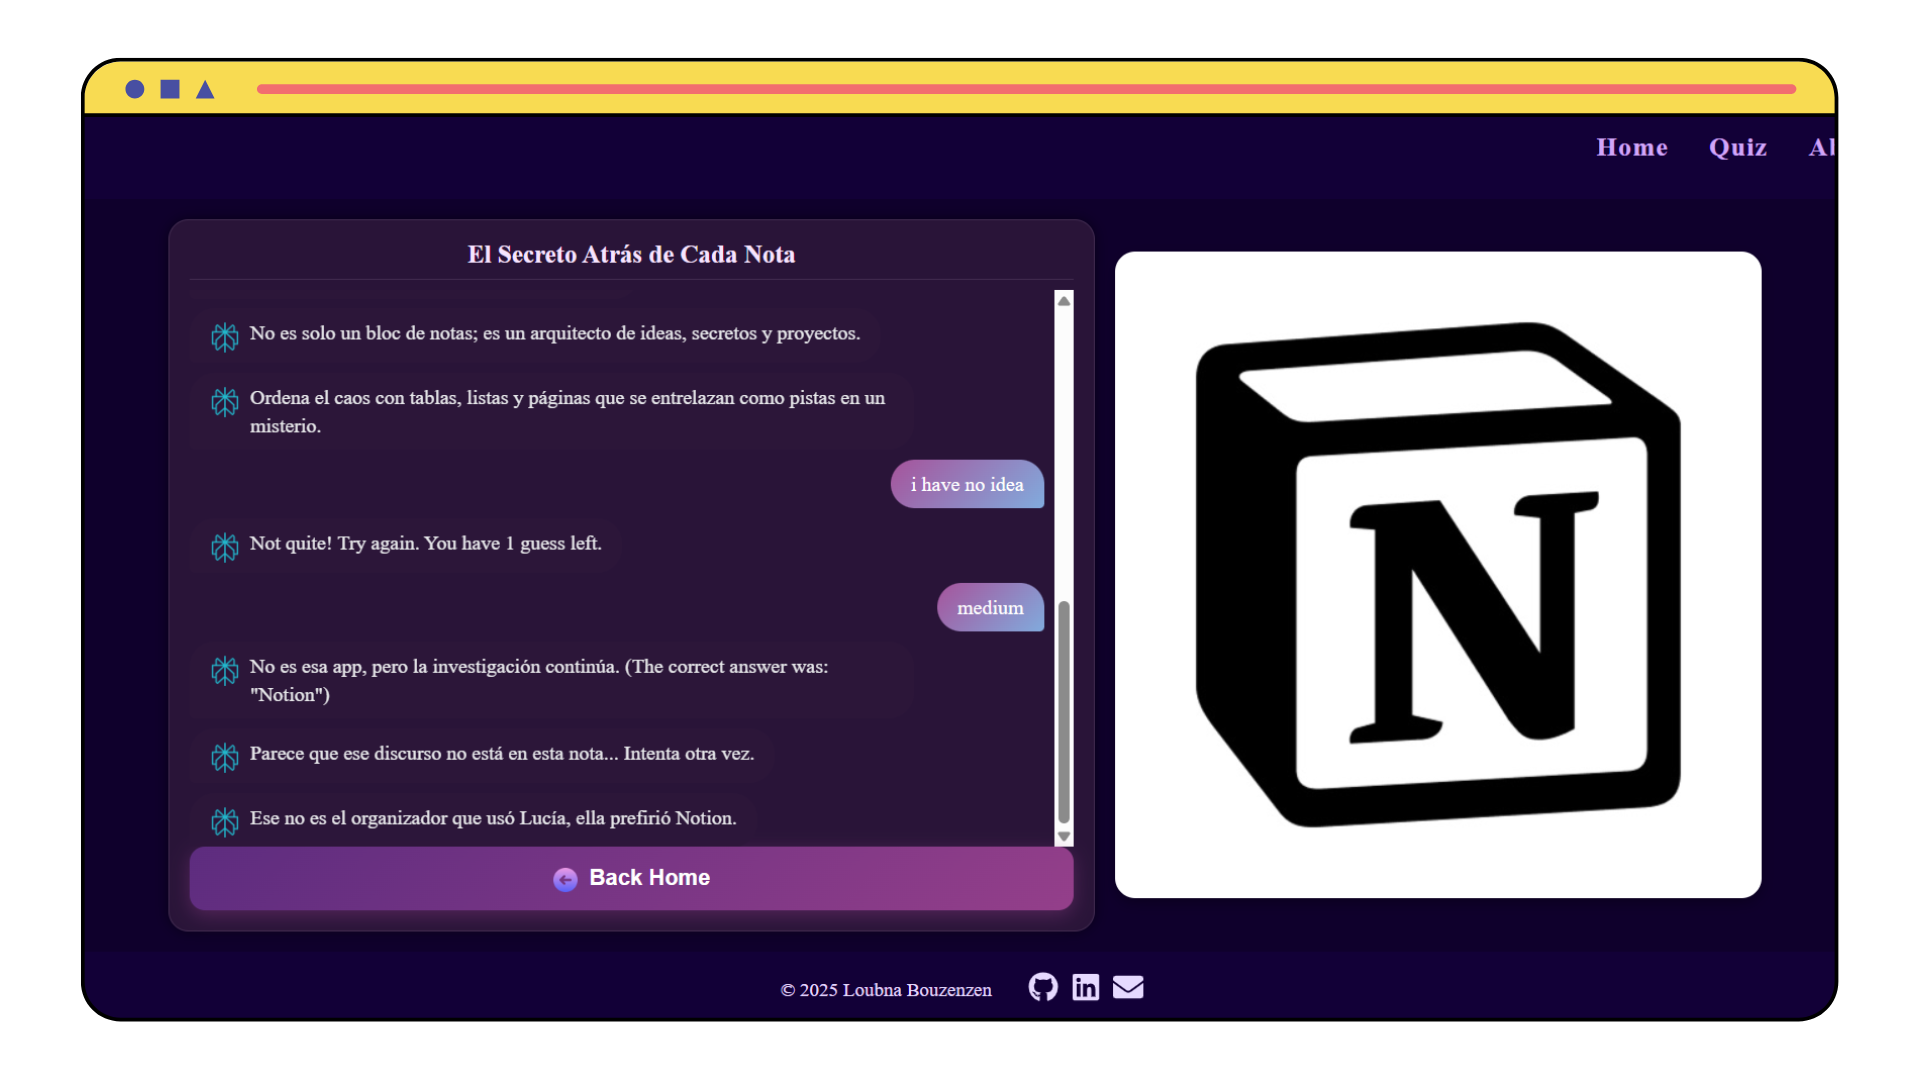 Home Quiz
El Secreto Atrás de Cada Nota
No es solo un bloc de notas; es un arquitecto de ideas, secretos y proyectos.
Ordena el caos con tablas, listas y páginas que se entrelazan como pistas en un
misterio.
i have no idea
Not quite! Try again. You have 1 guess left.
medium
No es esa app, pero la investigación continúa. (The correct answer was:
"Notion")
Parece que ese discurso no está en esta nota... Intenta otra vez.
Ese no es el organizador que usó Lucía, ella prefirió Notion.
Back Home
N
© 2025 Loubna Bouzenzen
in